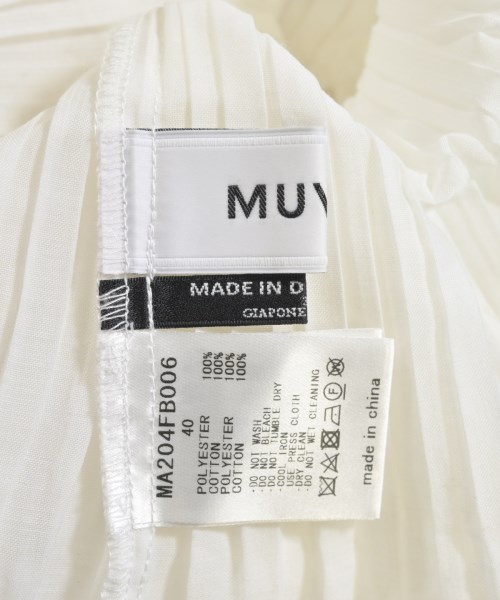 MUV
MADE IN D
GIAPONE
MA204FB006
40
POLYESTER 100%
COTTON 100%
POLYESTER 100%
COTTON 100%
·DO NOT WASH
·DO NOT BLEACH
·DO NOT TUMBLE DRY
·COOL IRON
USE PRESS CLOTH
·DRY CLEAN
·DO NOT WET CLEANING
made in china